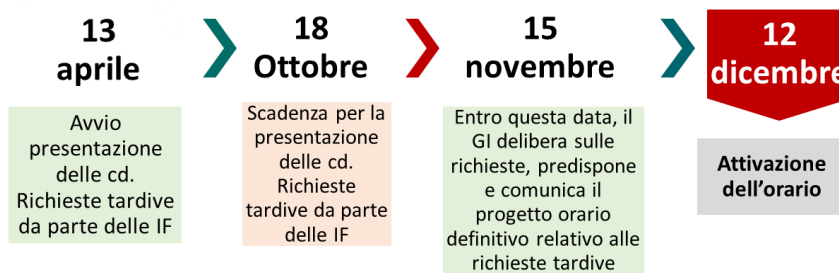 13
aprile
Avvio
presentazione
delle cd.
Richieste tardive
da parte delle IF
18
Ottobre
Scadenza per la
presentazione
delle cd.
Richieste
tardive da parte
delle IF
15
novembre
Entro questa data, il
GI delibera sulle
richieste, predispone
e comunica il
progetto orario
definitivo relativo alle
richieste tardive
12
dicembre
Attivazione
dell'orario